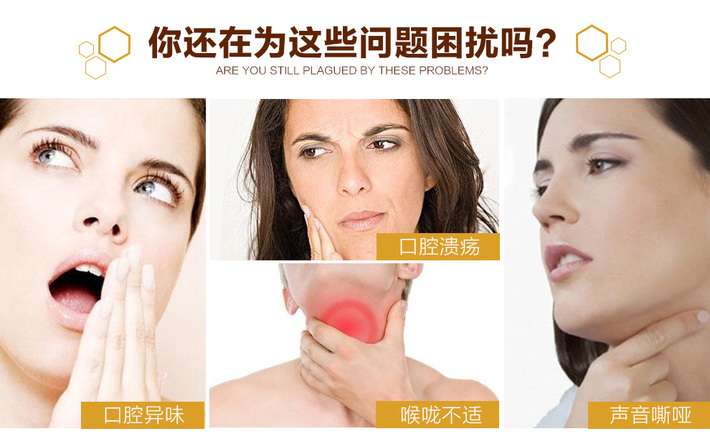 你还在为这些问题困扰吗?
ARE YOU STILL PLAGUED BY THESE PROBLEMS?
口腔溃疡
口腔异味
喉咙不适
声音嘶哑